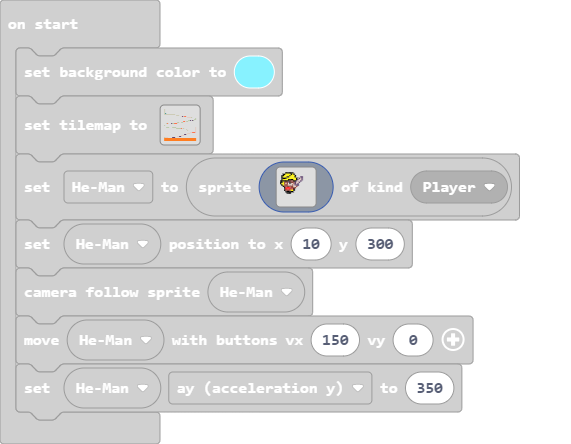 on start
set background color to
set tilemap to
set He-Man to sprite of kind Player
set He-Man position to x 10 y 300
camera follow sprite He-Man
move He-Man with buttons vx 150 vy 0
set He-Man ay (acceleration y) to 350